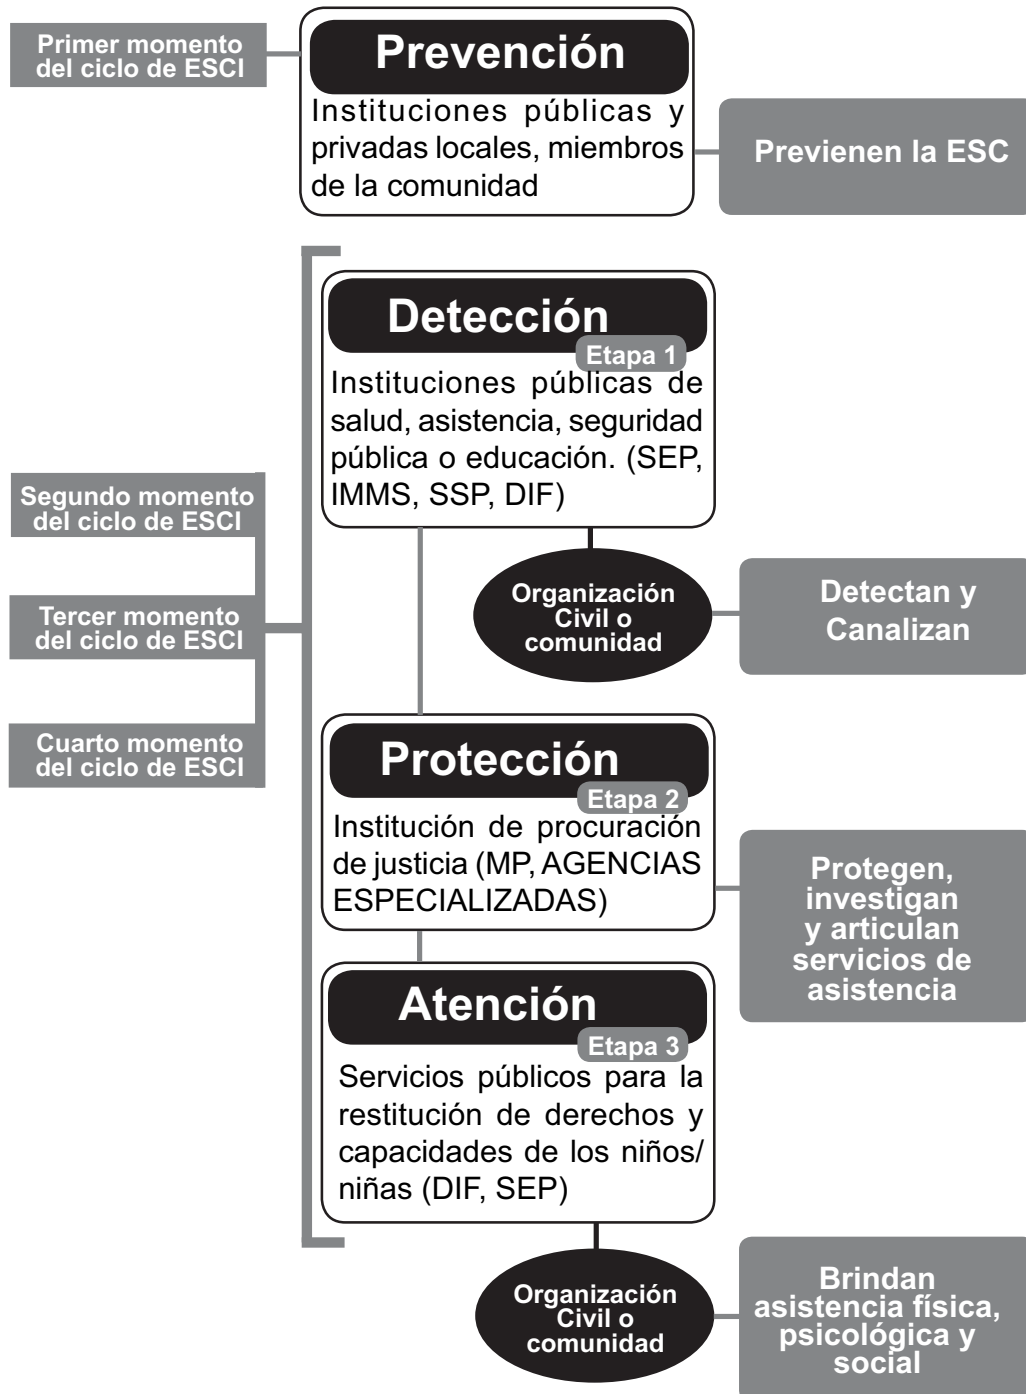 Primer momento
del ciclo de ESCI
Prevención
Instituciones públicas y
privadas locales, miembros
de la comunidad
Previenen la ESC
Detección
Etapa 1
Instituciones públicas de
salud, asistencia, seguridad
pública o educación. (SEP,
IMMS, SSP, DIF)
Segundo momento
del ciclo de ESCI
Tercer momento
del ciclo de ESCI
Cuarto momento
del ciclo de ESCI
Organización
Civil o
comunidad
Detectan y
Canalizan
Protección
Etapa 2
Institución de procuración
de justicia (MP, AGENCIAS
ESPECIALIZADAS)
Protegen,
investigan
y articulan
servicios de
asistencia
Atención
Etapa 3
Servicios públicos para la
restitución de derechos y
capacidades de los niños/
niñas (DIF, SEP)
Organización
Civil o
comunidad
Brindan
asistencia física,
psicológica y
social